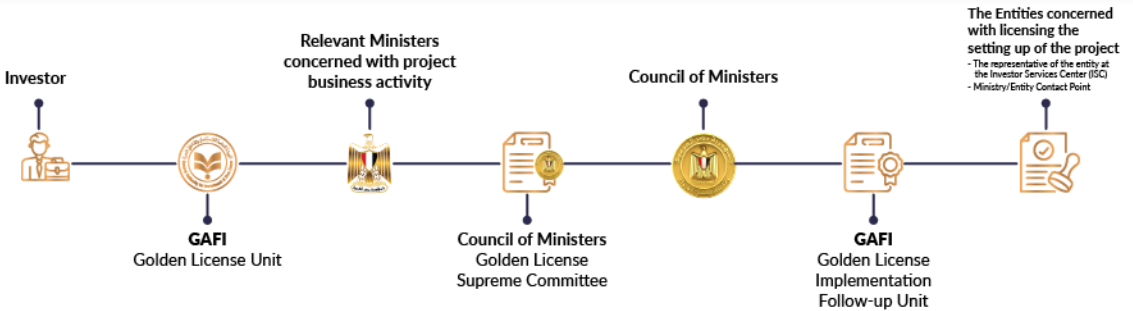 Investor
GAFI
Golden License Unit
Relevant Ministers
concerned with project
business activity
Council of Ministers
Golden License
Supreme Committee
Council of Ministers
GAFI
Golden License
Implementation
Follow-up Unit
The Entities concerned
with licensing the
setting up of the project
- The representative of the entity at
the Investor Services Center (ISC)
- Ministry/Entity Contact Point